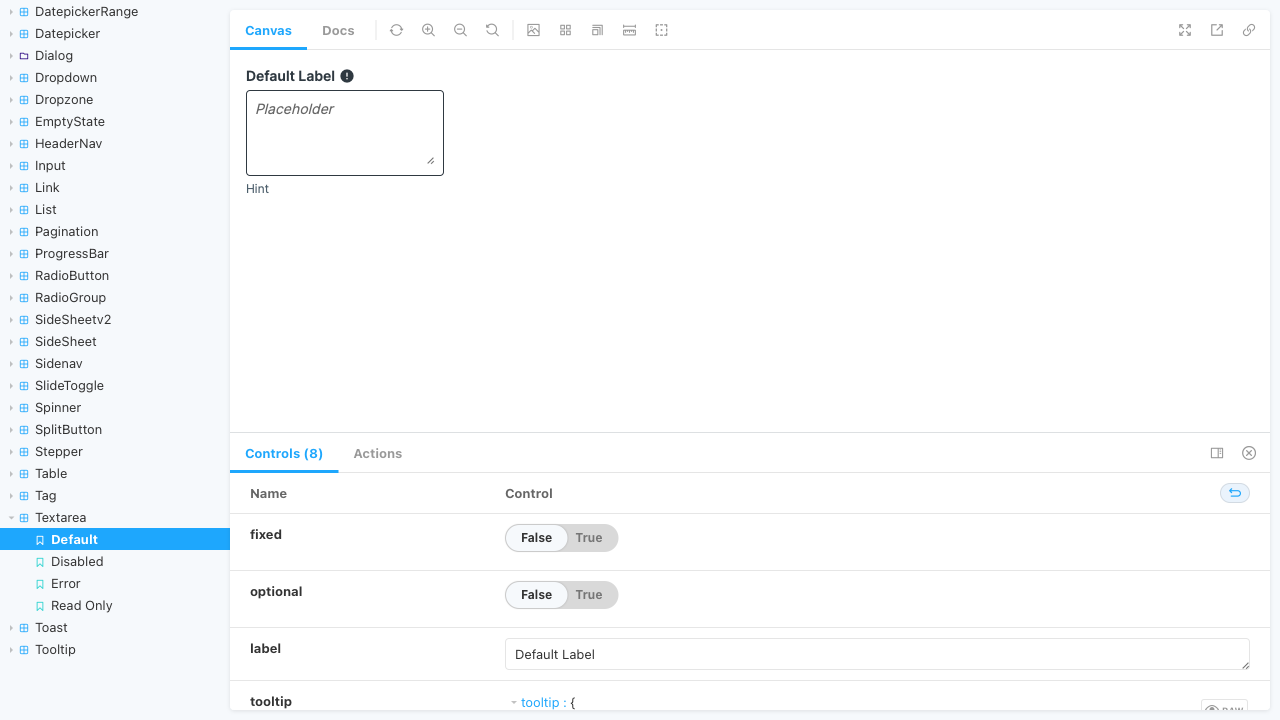 DatepickerRange
Datepicker
Dialog
Dropdown
Dropzone
EmptyState
HeaderNav
Input
Link
List
Pagination
ProgressBar
RadioButton
RadioGroup
SideSheetv2
SideSheet
Sidenav
SlideToggle
Spinner
SplitButton
Stepper
Table
Tag
Textarea
Default
Disabled
Error
Read Only
Toast
Tooltip
Canvas Docs
Default Label
Placeholder
Hint
Controls (8) Actions
Name Control
fixed False True
optional False True
label Default Label
tooltip tooltip : {
RAW